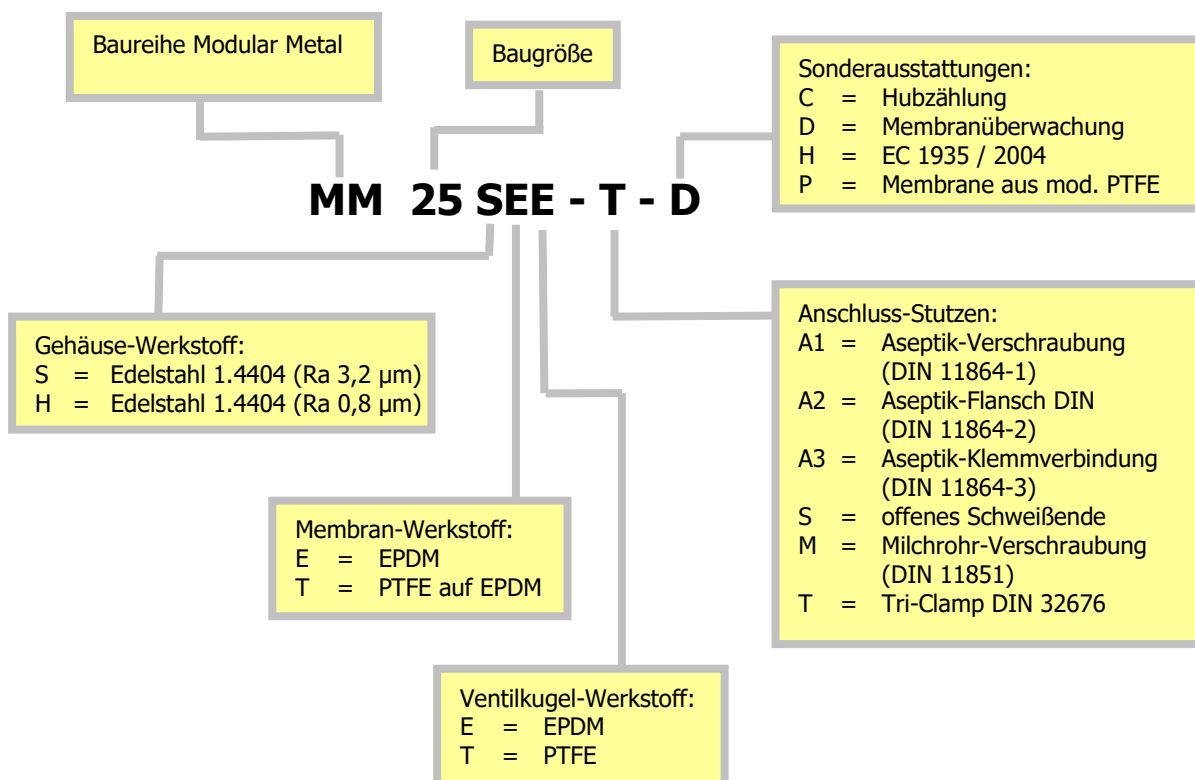 Baureihe Modular Metal
Baugröße
Sonderausstattungen:
C = Hubzählung
D = Membranüberwachung
H = EC 1935 / 2004
P = Membrane aus mod. PTFE
MM 25 SEE - T - D
Gehäuse-Werkstoff:
S = Edelstahl 1.4404 (Ra 3,2 µm)
H = Edelstahl 1.4404 (Ra 0,8 µm)
Anschluss-Stutzen:
A1 = Aseptik-Verschraubung
(DIN 11864-1)
A2 = Aseptik-Flansch DIN
(DIN 11864-2)
A3 = Aseptik-Klemmverbindung
(DIN 11864-3)
S = offenes Schweißende
M = Milchrohr-Verschraubung
(DIN 11851)
T = Tri-Clamp DIN 32676
Membran-Werkstoff:
E = EPDM
T = PTFE auf EPDM
Ventilkugel-Werkstoff:
E = EPDM
T = PTFE